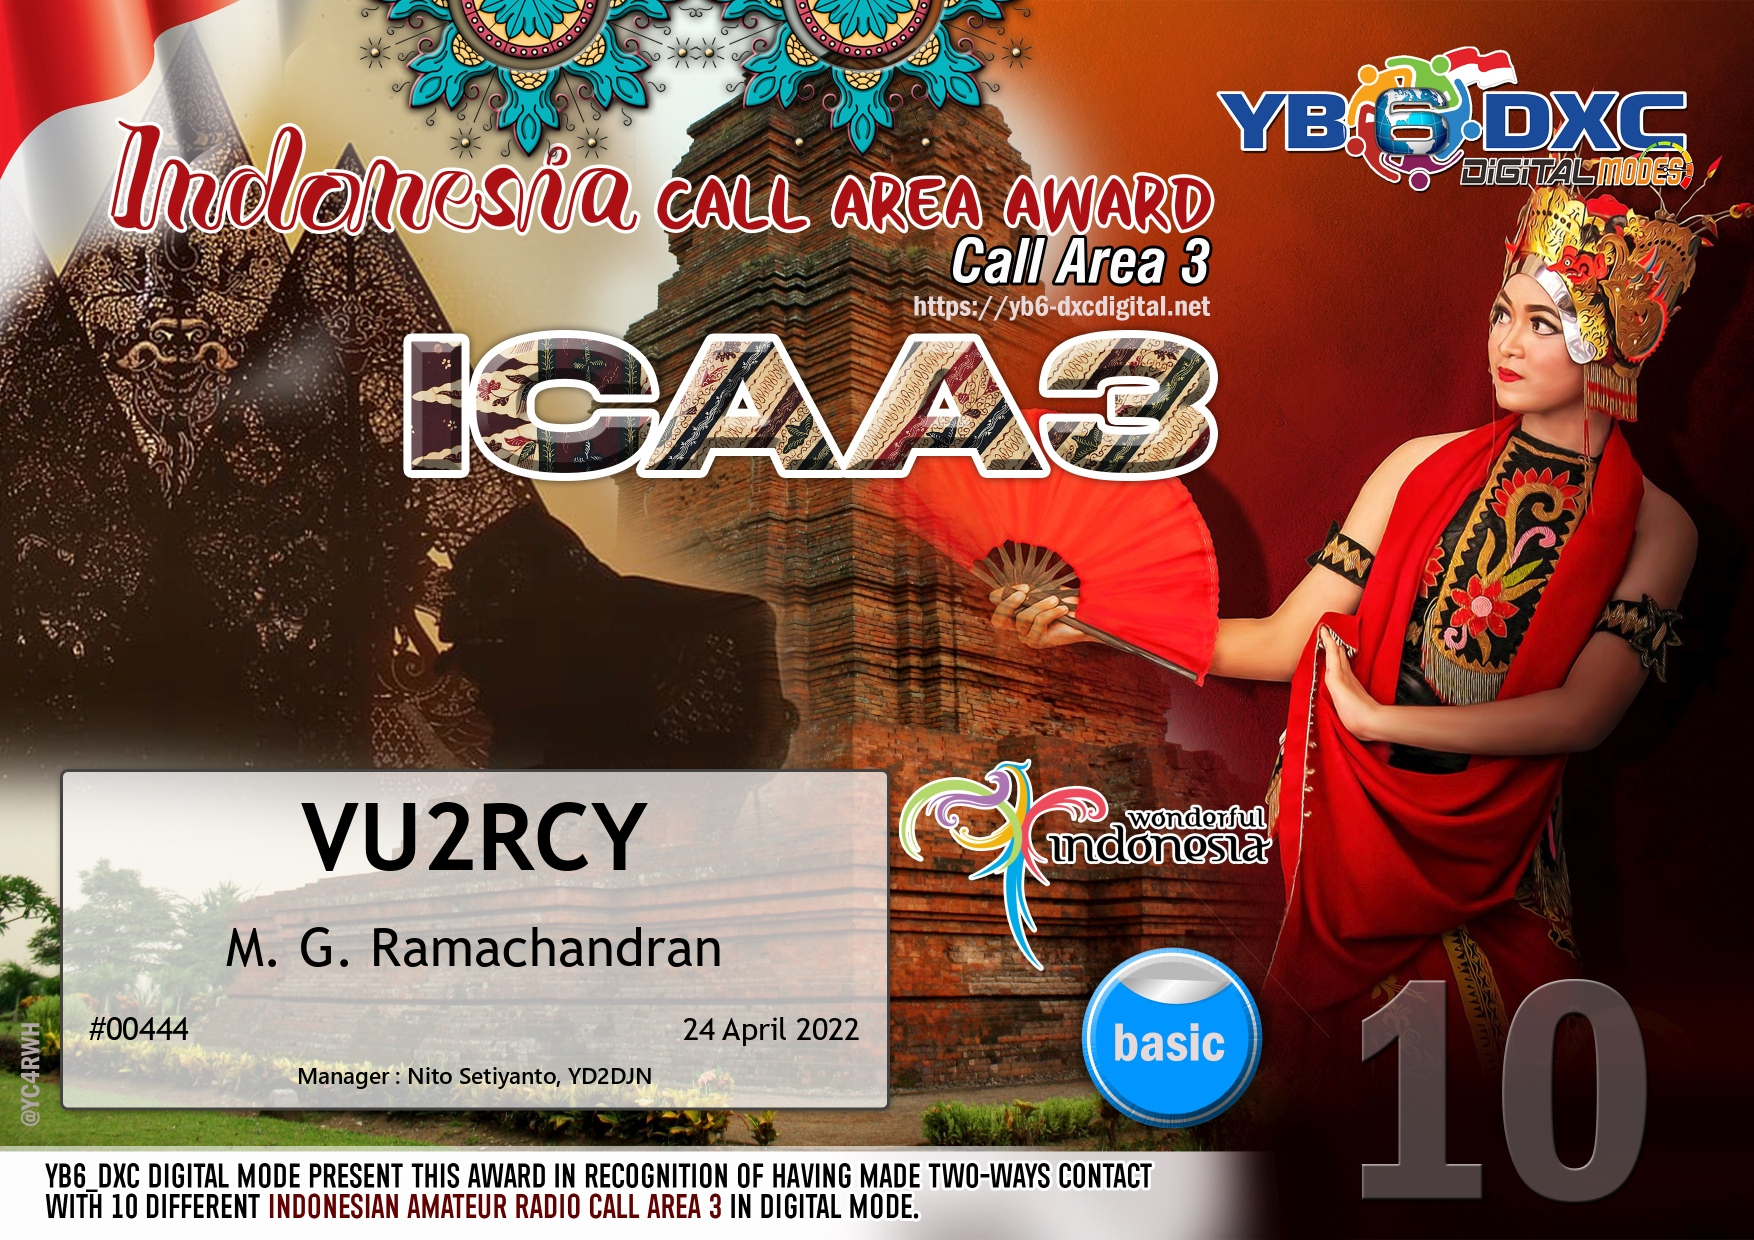 YB6DXC
DiGiTAL MODES
Indonesia CALL AREA AWARD
Call Area 3
https://yb6-dxcdigital.net
ICAA3
VU2RCY
M. G. Ramachandran
#00444
24 April 2022
Manager : Nito Setiyanto, YD2DJN
wonderful
indonesia
basic
10
@YC4RWH
YB6_DXC DIGITAL MODE PRESENT THIS AWARD IN RECOGNITION OF HAVING MADE TWO-WAYS CONTACT
WITH 10 DIFFERENT INDONESIAN AMATEUR RADIO CALL AREA 3 IN DIGITAL MODE.